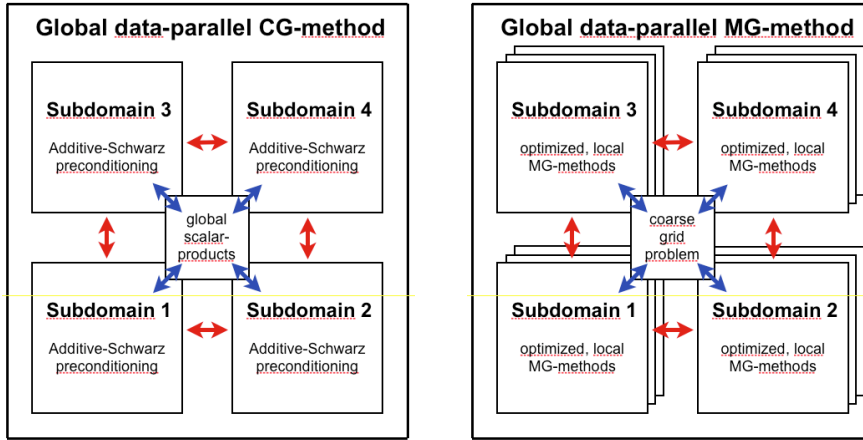 Global data-parallel CG-method
Subdomain 3
Additive-Schwarz
preconditioning
Subdomain 4
Additive-Schwarz
preconditioning
global
scalar-
products
Subdomain 1
Additive-Schwarz
preconditioning
Subdomain 2
Additive-Schwarz
preconditioning
Global data-parallel MG-method
Subdomain 3
optimized, local
MG-methods
Subdomain 4
optimized, local
MG-methods
coarse
grid
problem
Subdomain 1
optimized, local
MG-methods
Subdomain 2
optimized, local
MG-methods